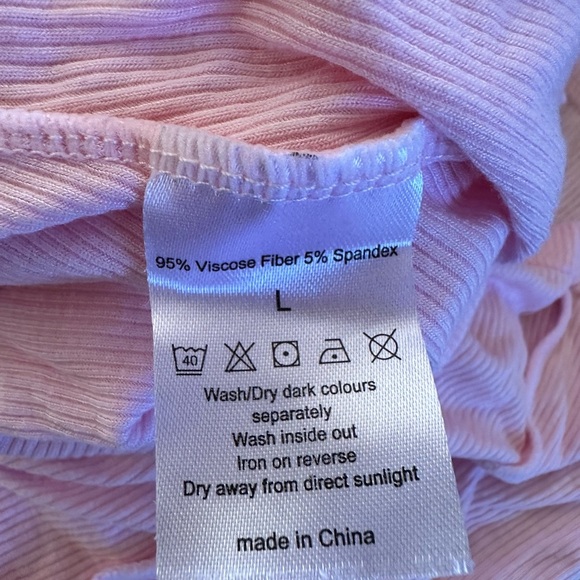 95% Viscose Fiber 5% Spandex
L
40
Wash/Dry dark colours
separately
Wash inside out
Iron on reverse
Dry away from direct sunlight
made in China